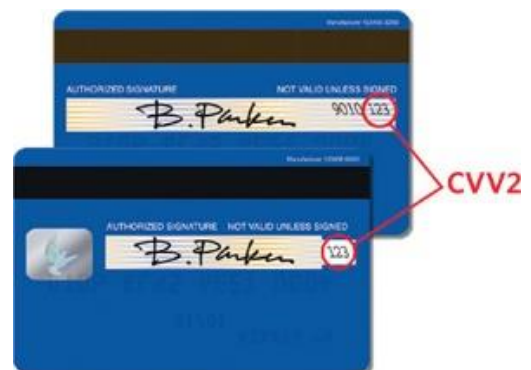 AUTHORIZED SIGNATURE NOT VALID UNLESS SIGNED
B. Parker
9010 123
CVV2
AUTHORIZED SIGNATURE NOT VALID UNLESS SIGNED
B. Parker
123